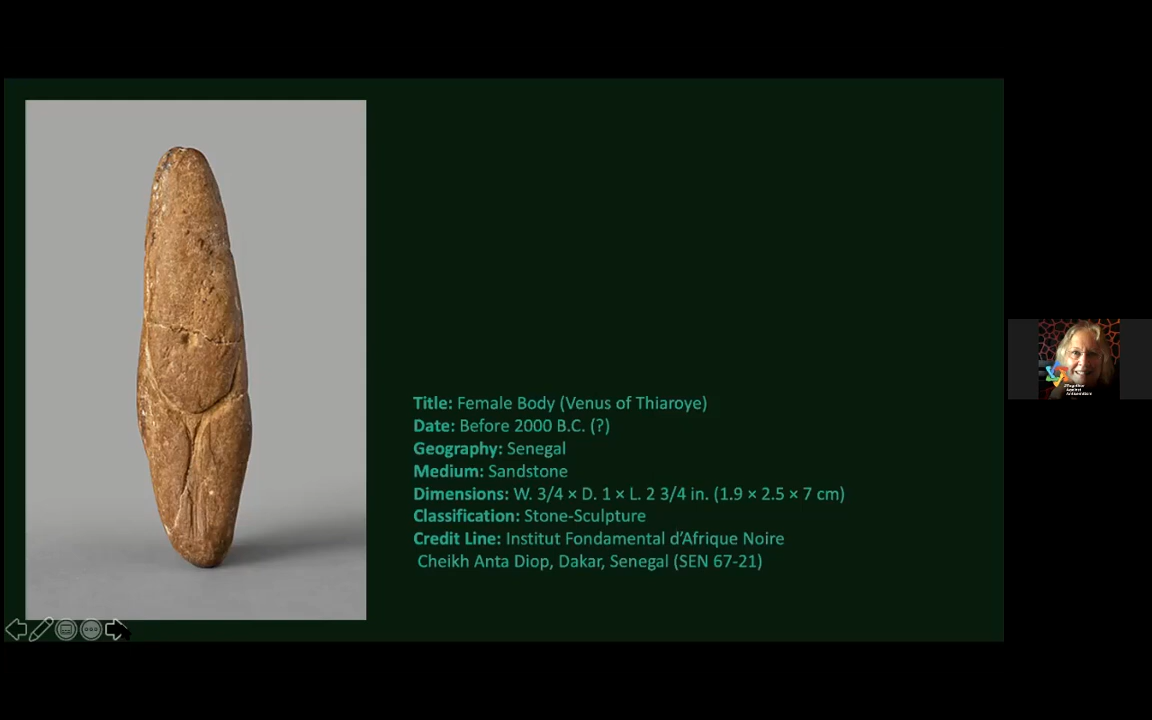 Title: Female Body (Venus of Thiaroye)
Date: Before 2000 B.C. (?)
Geography: Senegal
Medium: Sandstone
Dimensions: W. 3/4 × D. 1 × L. 2 3/4 in. (1.9 × 2.5 × 7 cm)
Classification: Stone-Sculpture
Credit Line: Institut Fondamental d’Afrique Noire
Cheikh Anta Diop, Dakar, Senegal (SEN 67-21)